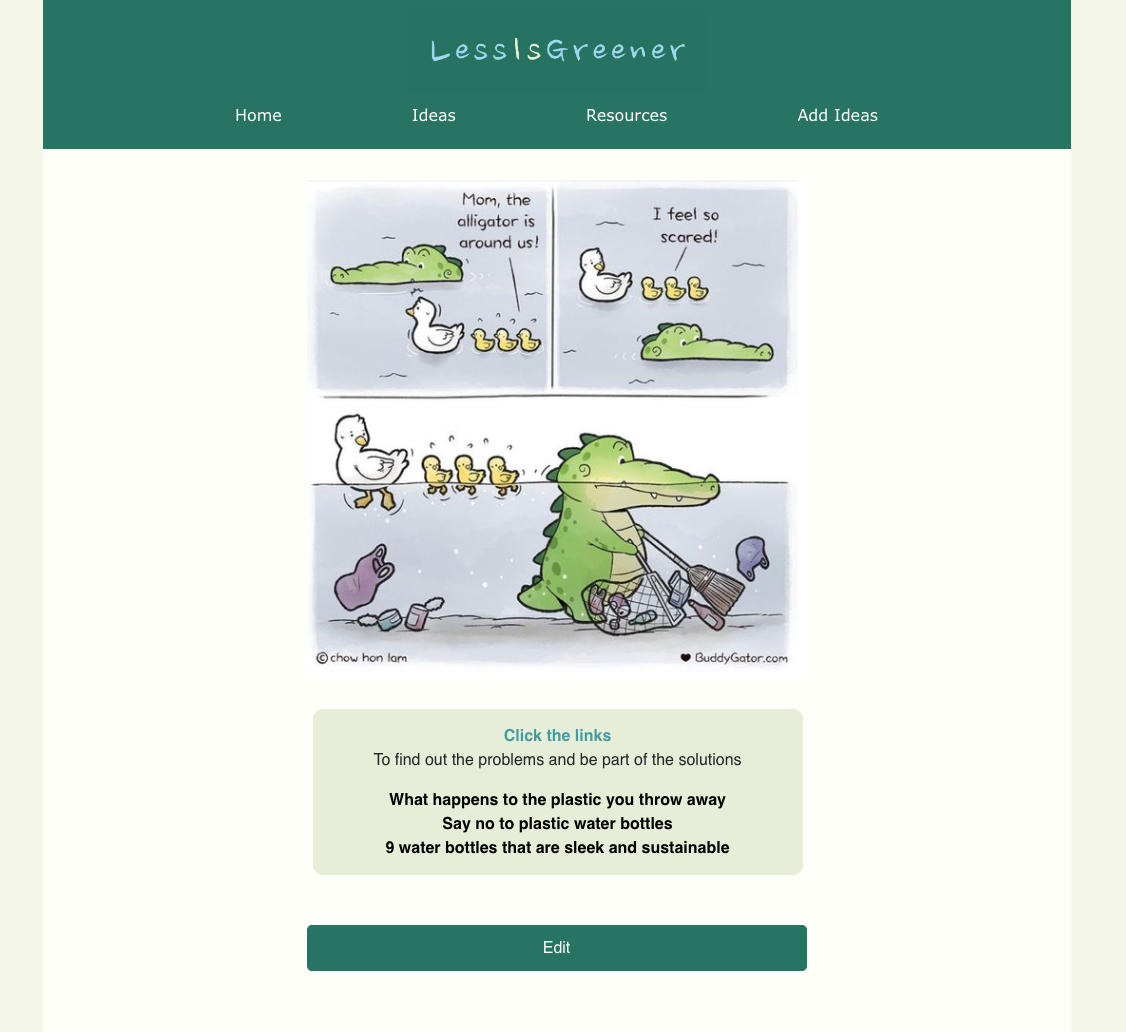 LessIsGreener
Home Ideas Resources Add Ideas
Mom, the
alligator is
around us!
I feel so
scared!
© chow hon lam
♥ BuddyGator.com
Click the links
To find out the problems and be part of the solutions
What happens to the plastic you throw away
Say no to plastic water bottles
9 water bottles that are sleek and sustainable
Edit